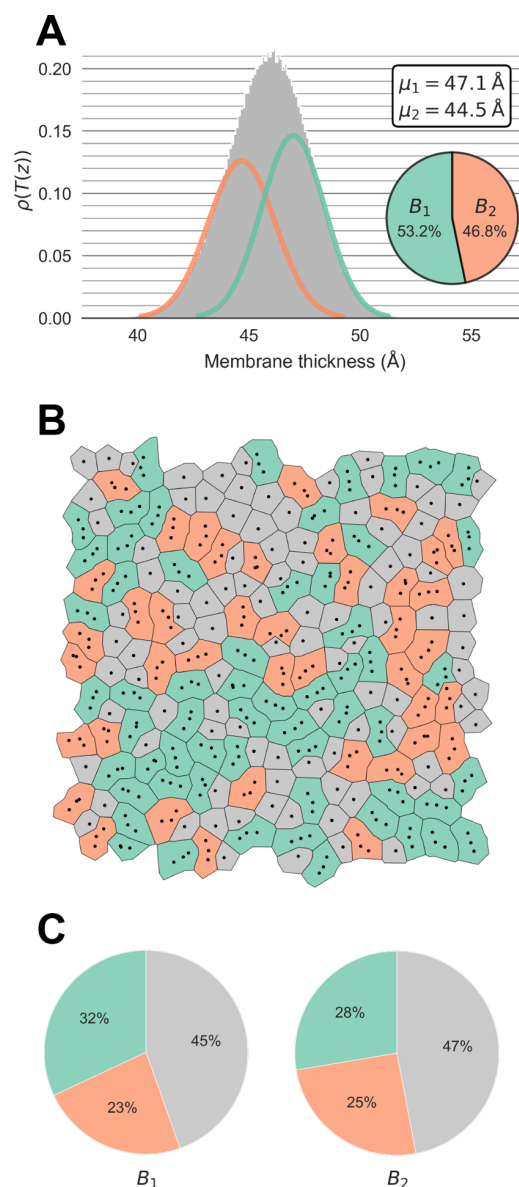 A
μ₁ = 47.1 Å
μ₂ = 44.5 Å
ρ(T(z))
0.20
0.15
0.10
0.05
0.00
B₁
53.2%
B₂
46.8%
40
45
50
55
Membrane thickness (Å)
B
C
32%
45%
23%
B₁
28%
47%
25%
B₂